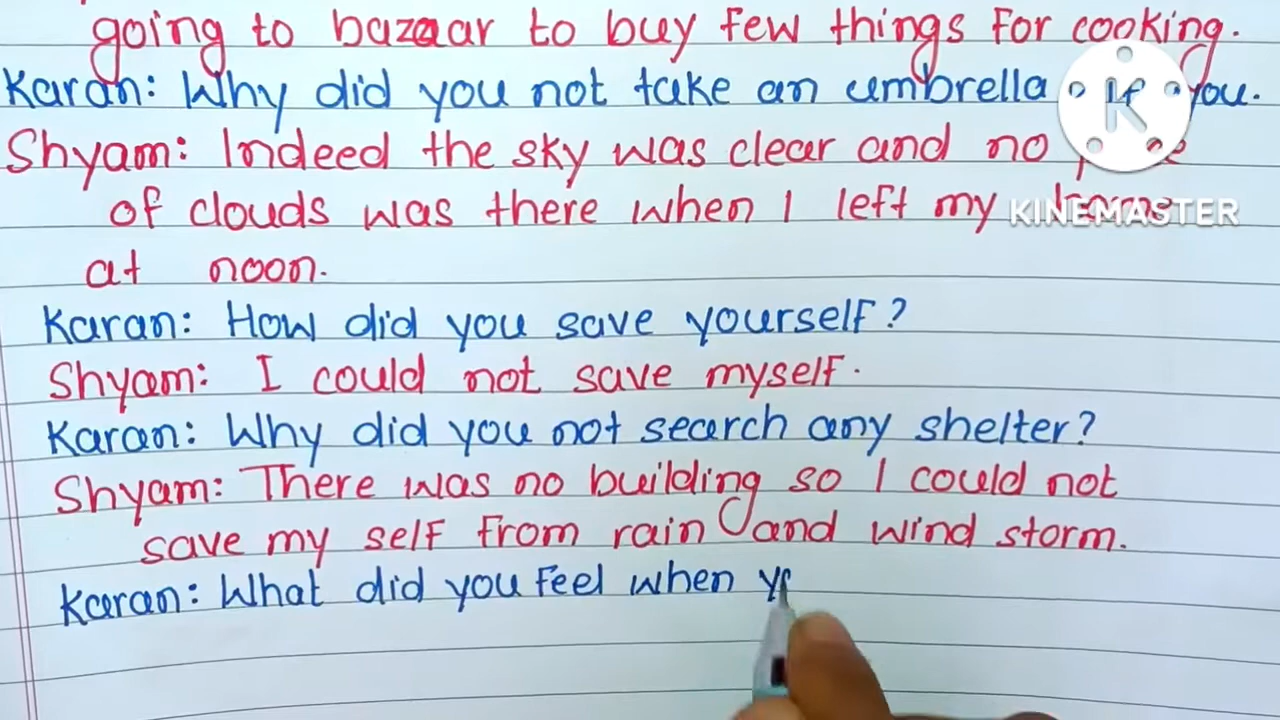 going to bazaar to buy few things for cooking.
Karan: Why did you not take an umbrella you.
Shyam: Indeed the sky was clear and no
of clouds was there when I left my home
at noon.
Karan: How did you save yourself?
Shyam: I could not save myself.
Karan: Why did you not search any shelter?
Shyam: There was no building so I could not
save my self from rain and wind storm.
Karan: What did you feel when y
K
KINEMASTER